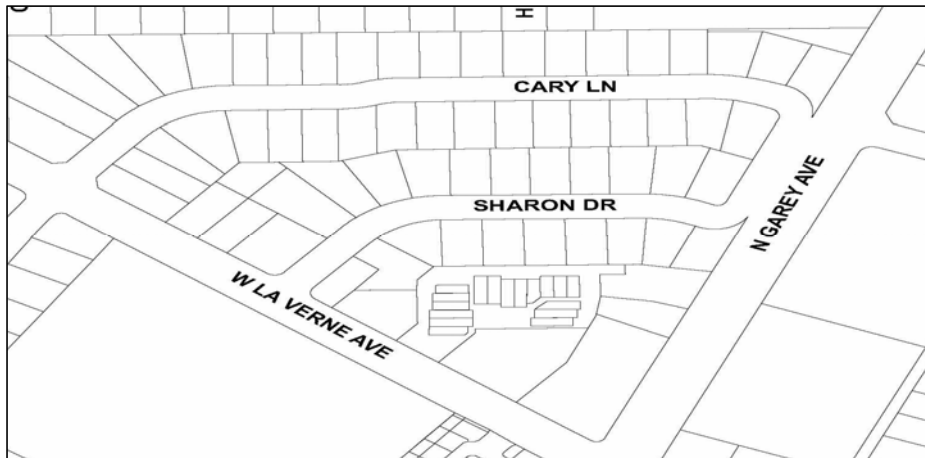 H
CARY LN
SHARON DR
N GAREY AVE
W LA VERNE AVE